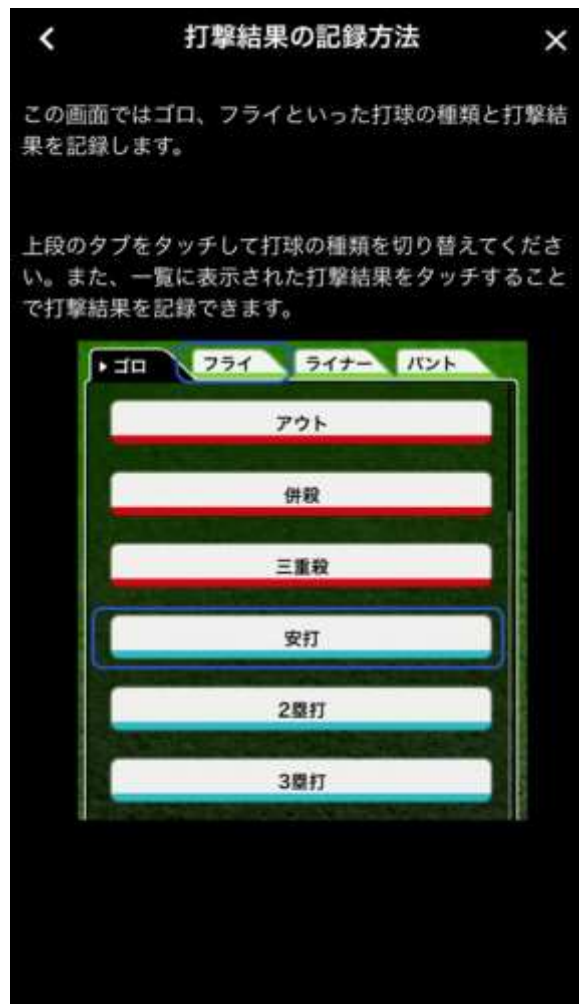 打撃結果の記録方法
この画面ではゴロ、フライといった打球の種類と打撃結
果を記録します。
上段のタブをタッチして打球の種類を切り替えてくださ
い。また、一覧に表示された打撃結果をタッチすること
で打撃結果を記録できます。
ゴロ フライ ライナー バント
アウト
併殺
三重殺
安打
2塁打
3塁打